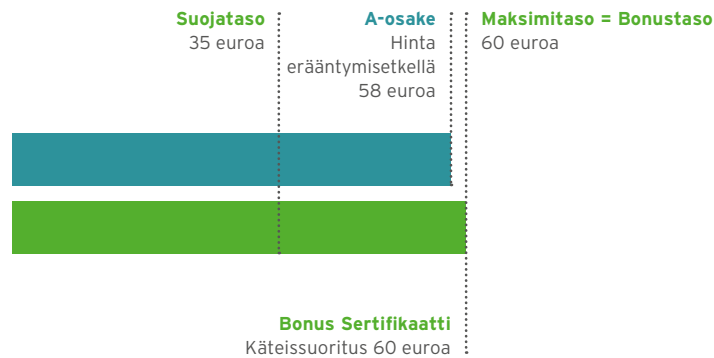 Suojataso
35 euroa
A-osake
Hinta
erääntymisetkellä
58 euroa
Maksimitaso = Bonustaso
60 euroa
Bonus Sertifikaatti
Käteissuoritus 60 euroa